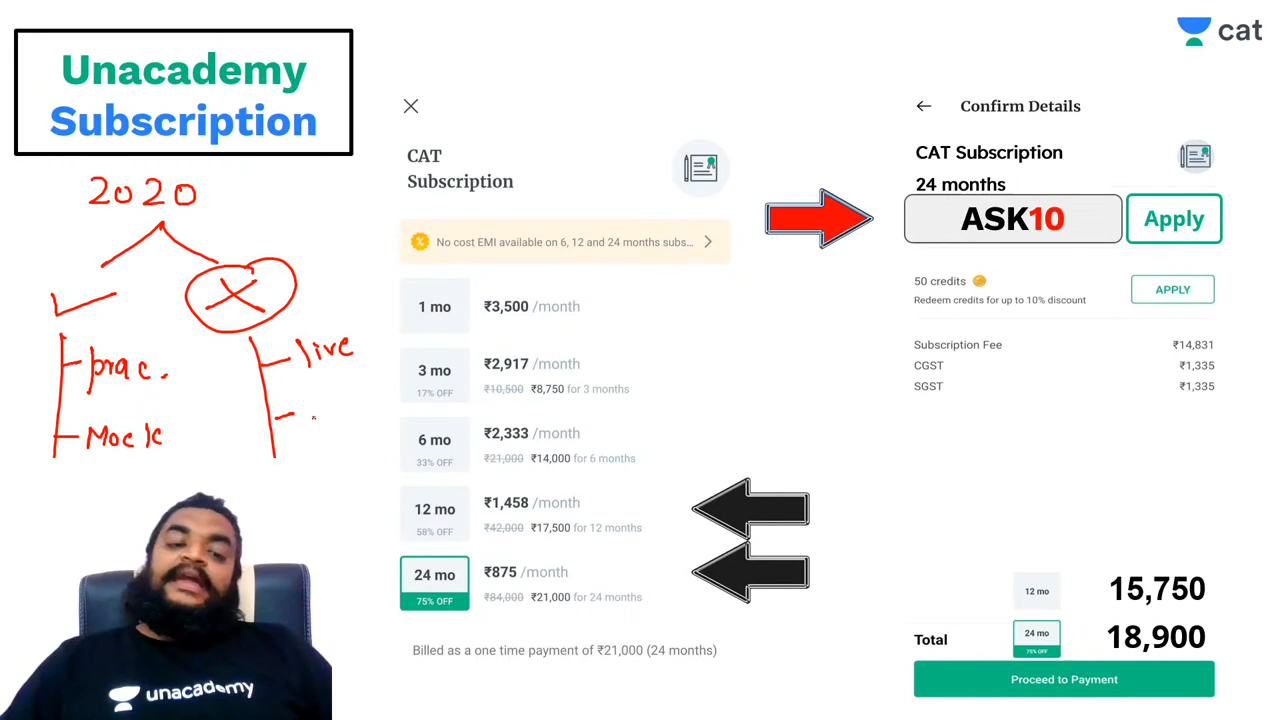 Unacademy
Subscription
2020
prac.
Mock
live
CAT
Subscription
No cost EMI available on 6, 12 and 24 months subs...
1 mo
₹3,500 /month
3 mo
17% OFF
₹2,917 /month
₹10,500 ₹8,750 for 3 months
6 mo
33% OFF
₹2,333 /month
₹21,000 ₹14,000 for 6 months
12 mo
58% OFF
₹1,458 /month
₹42,000 ₹17,500 for 12 months
24 mo
75% OFF
₹875 /month
₹84,000 ₹21,000 for 24 months
Billed as a one time payment of ₹21,000 (24 months)
cat
Confirm Details
CAT Subscription
24 months
ASK10
Apply
50 credits
Redeem credits for up to 10% discount
APPLY
Subscription Fee ₹14,831
CGST ₹1,335
SGST ₹1,335
12 mo 15,750
Total 24 mo 18,900
75% OFF
Proceed to Payment
unacademy